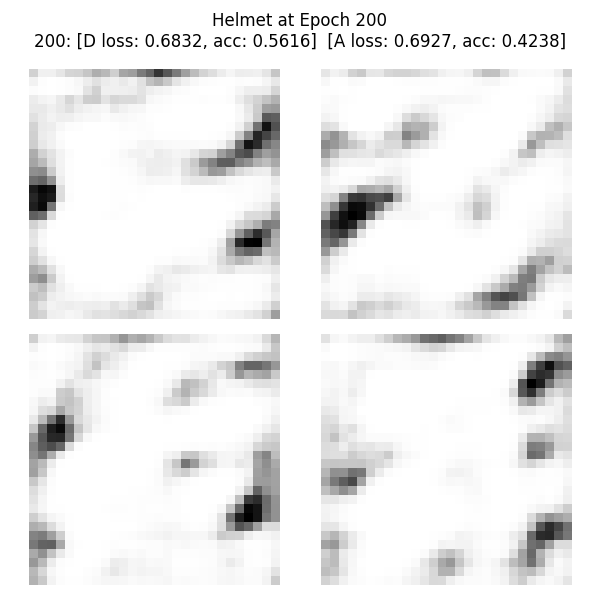 Helmet at Epoch 200
200: [D loss: 0.6832, acc: 0.5616]  [A loss: 0.6927, acc: 0.4238]